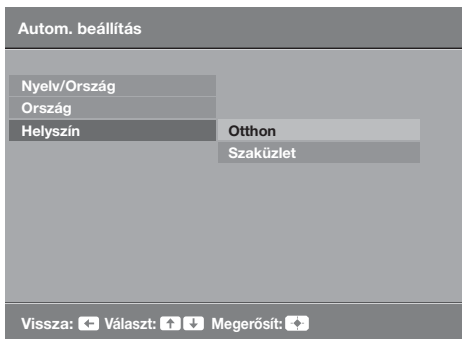 Autom. beállítás
Nyelv/Ország
Ország
Helyszín Otthon
Szaküzlet
Vissza: ← Választ: ↑ ↓ Megerősít: